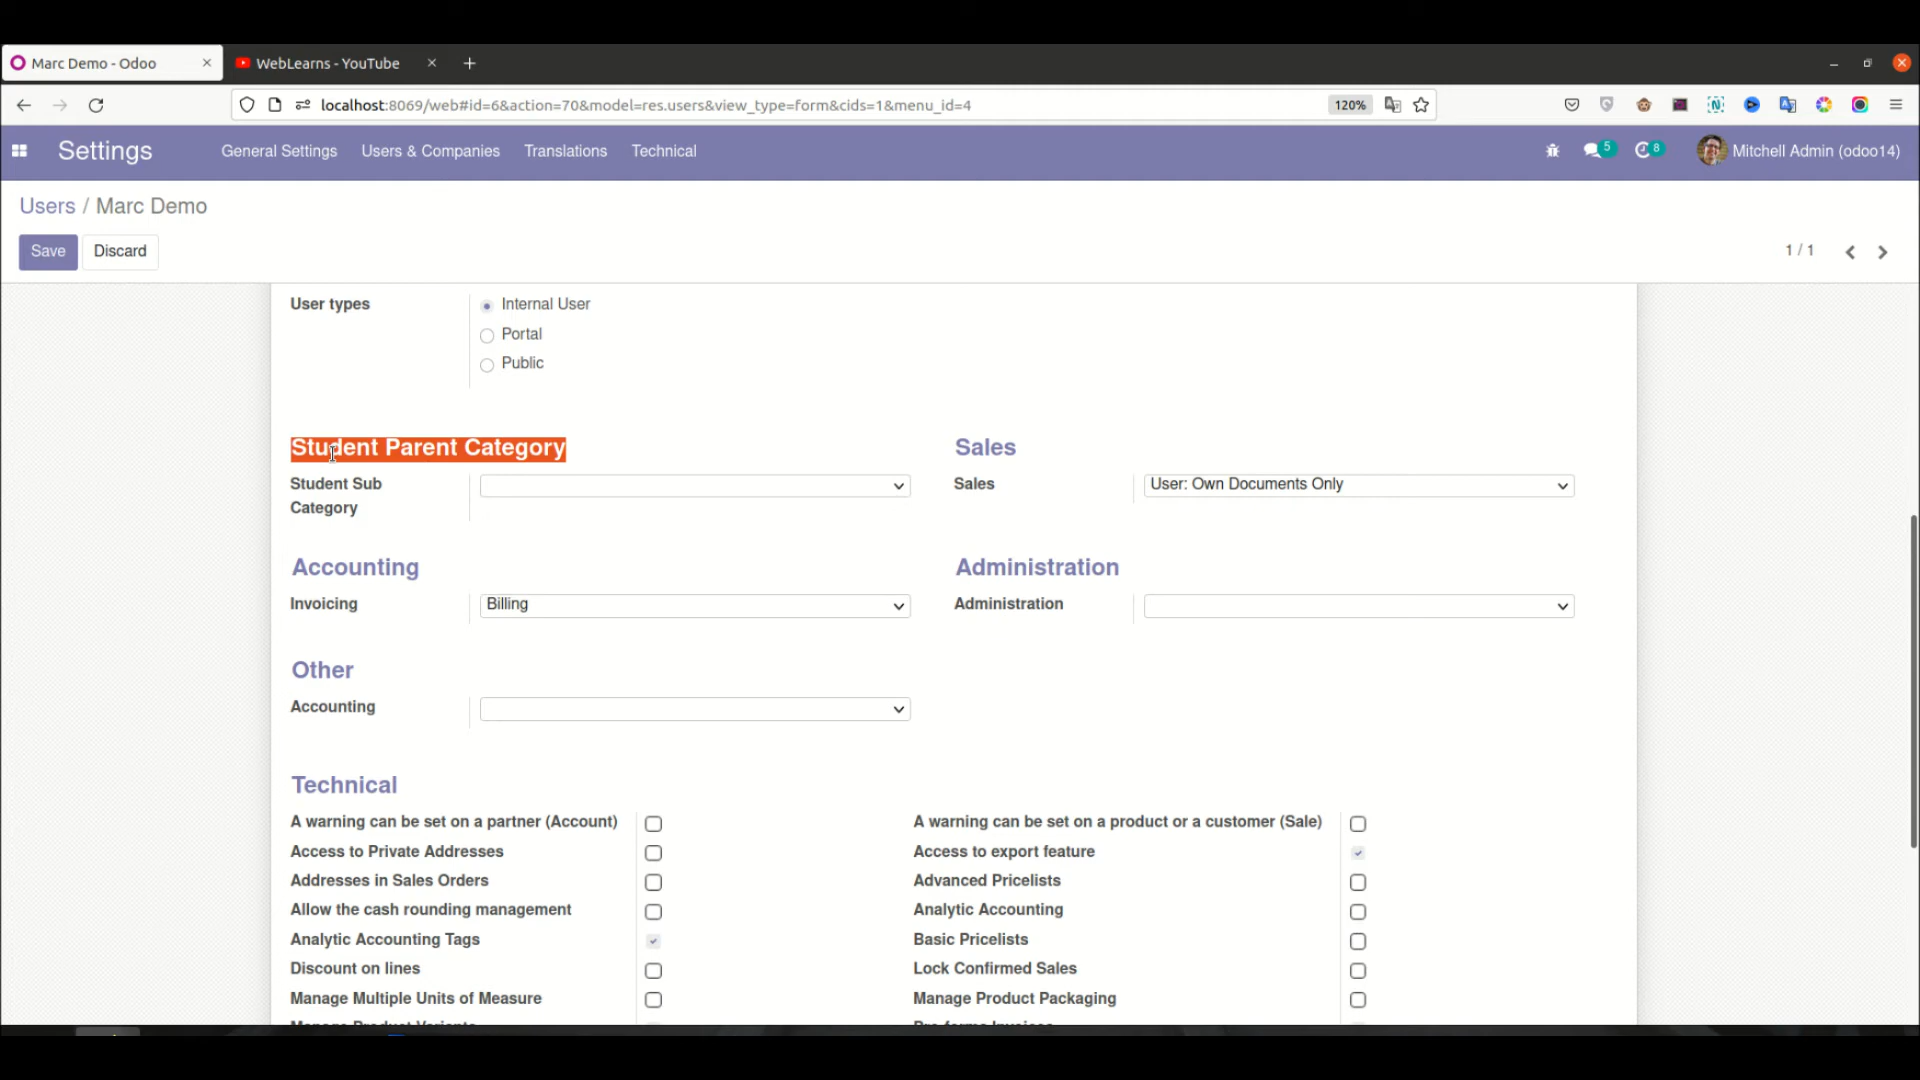 Marc Demo - Odoo
WebLearns - YouTube
localhost:8069/web#id=6&action=70&model=res.users&view_type=form&cids=1&menu_id=4
120%
Settings
General Settings
Users & Companies
Translations
Technical
5
8
Mitchell Admin (odoo14)
Users / Marc Demo
Save
Discard
1 / 1
User types
Internal User
Portal
Public
Student Parent Category
Student Sub
Category
Sales
Sales
User: Own Documents Only
Accounting
Invoicing
Billing
Administration
Administration
Other
Accounting
Technical
A warning can be set on a partner (Account)
A warning can be set on a product or a customer (Sale)
Access to Private Addresses
Access to export feature
Addresses in Sales Orders
Advanced Pricelists
Allow the cash rounding management
Analytic Accounting
Analytic Accounting Tags
Basic Pricelists
Discount on lines
Lock Confirmed Sales
Manage Multiple Units of Measure
Manage Product Packaging